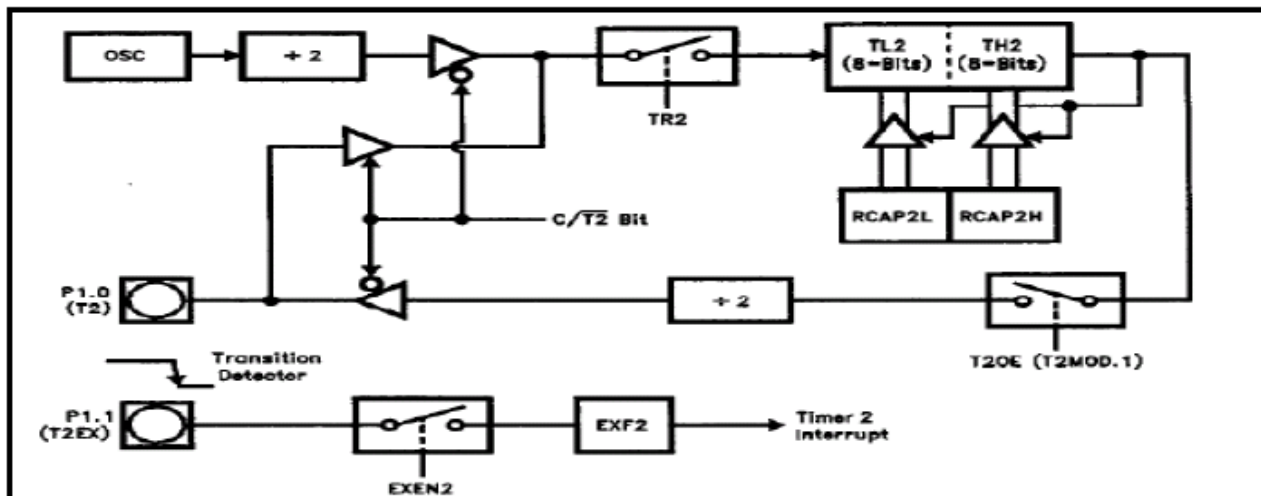 OSC
÷ 2
TL2
(8-Bits)
TH2
(8-Bits)
TR2
RCAP2L
RCAP2H
C/T̅2̅ Bit
P1.0
(T2)
÷ 2
T2OE (T2MOD.1)
Transition
Detector
P1.1
(T2EX)
EXF2
Timer 2
Interrupt
EXEN2